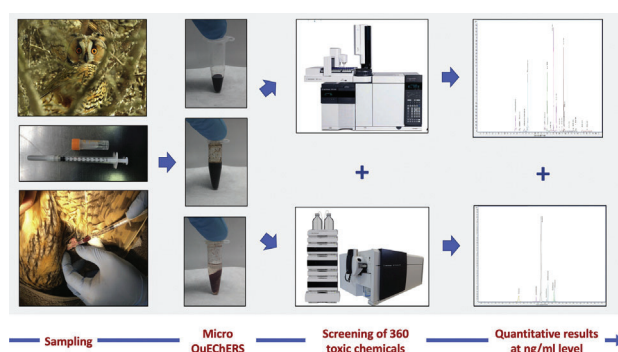 +
+
Sampling
Micro
QuEChERS
Screening of 360
toxic chemicals
Quantitative results
at ng/ml level